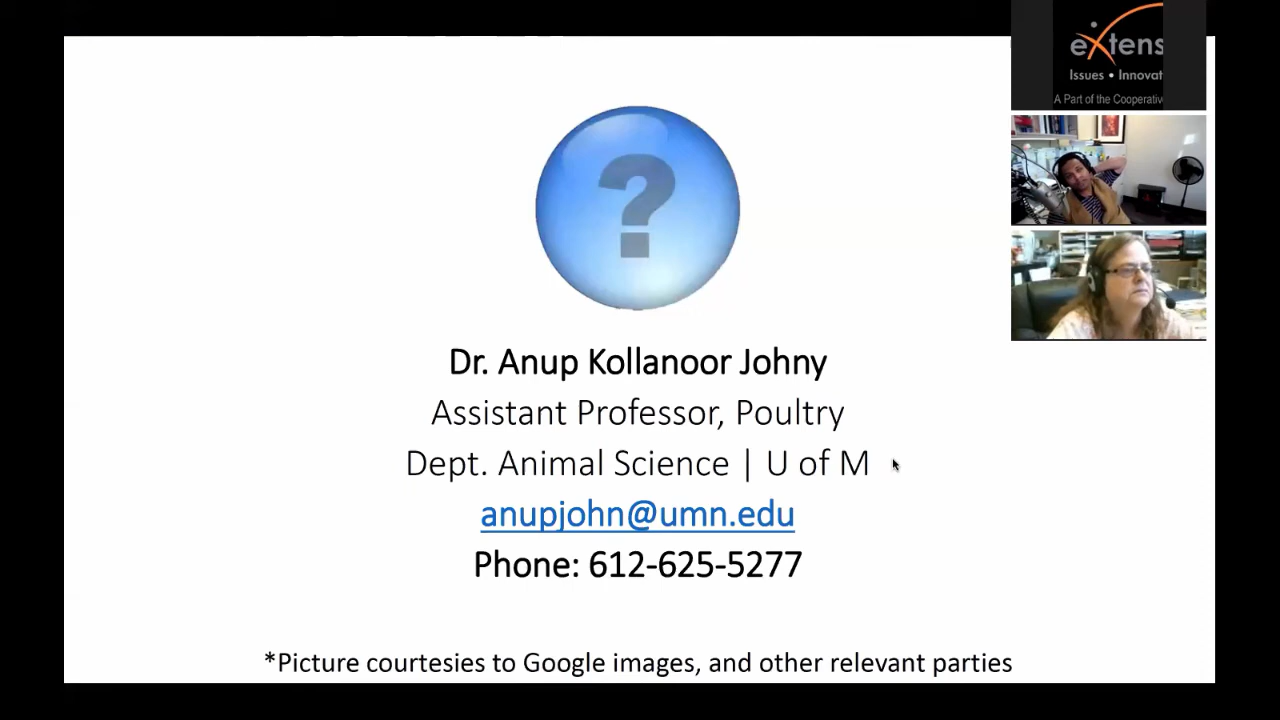 eXtens
Issues • Innovat
A Part of the Cooperativ
?
Dr. Anup Kollanoor Johny
Assistant Professor, Poultry
Dept. Animal Science | U of M
anupjohn@umn.edu
Phone: 612-625-5277
*Picture courtesies to Google images, and other relevant parties